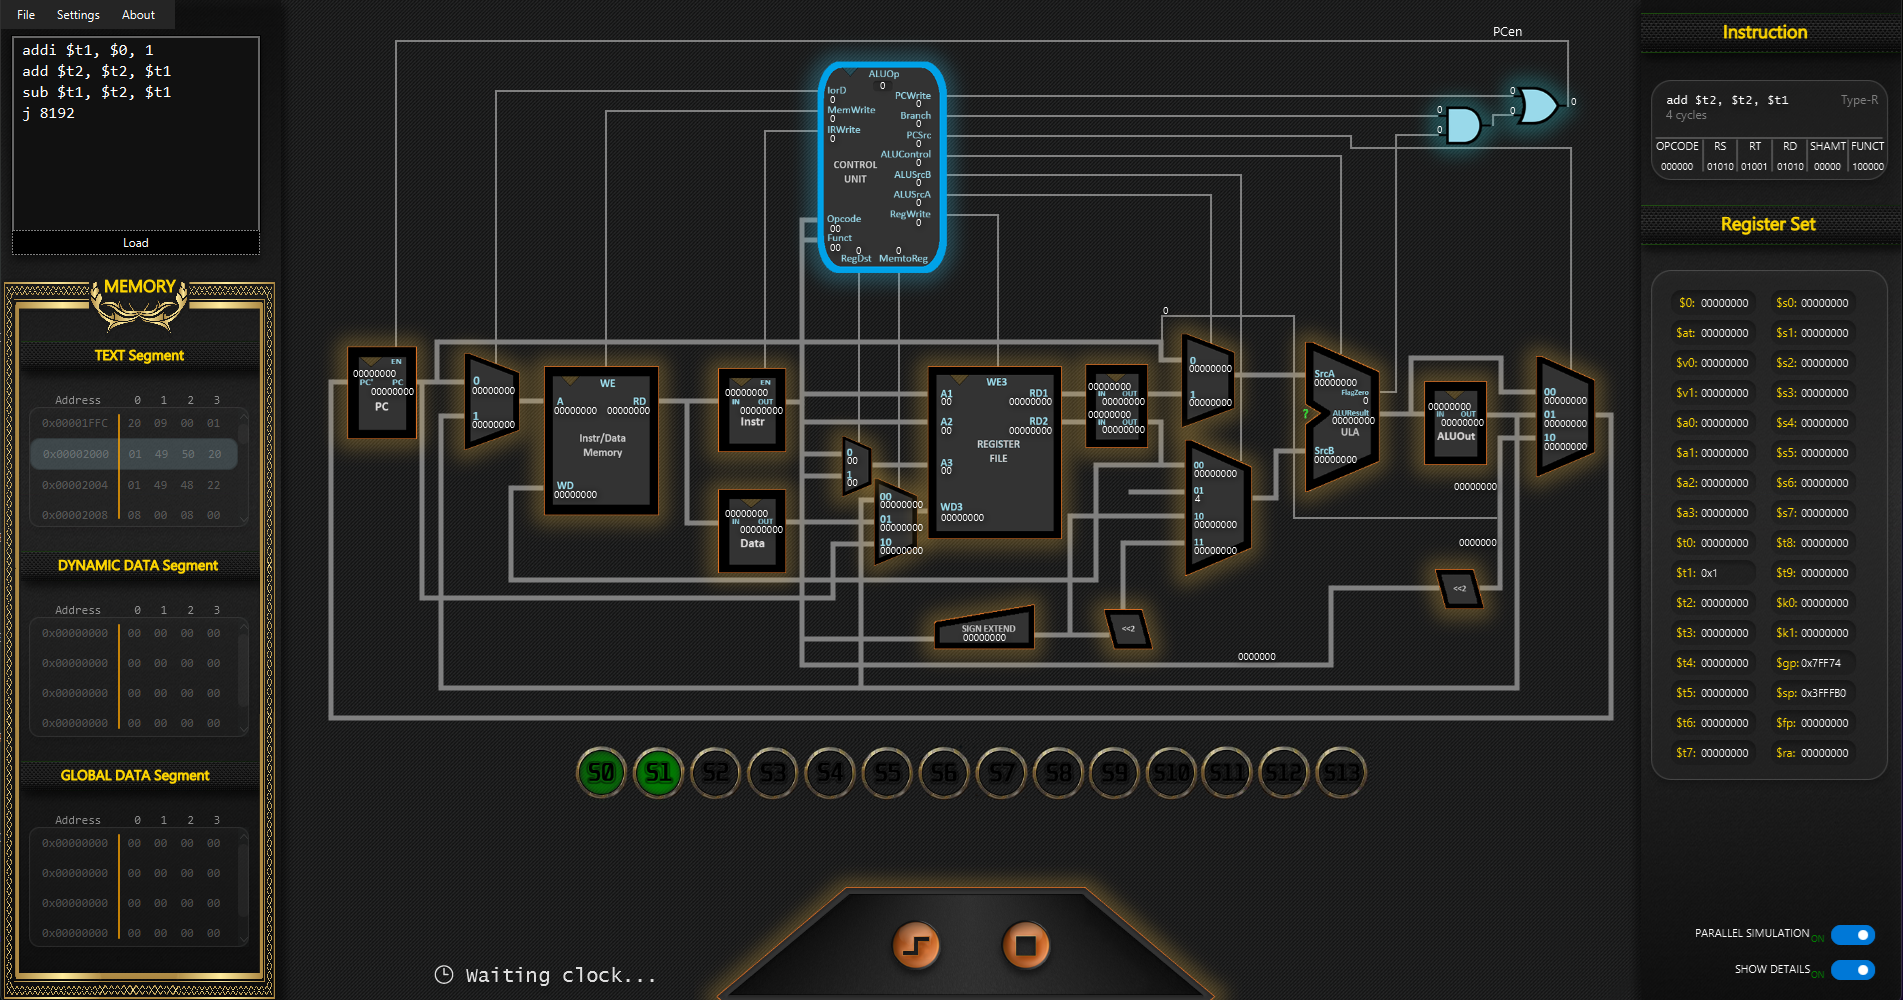 File Settings About
addi $t1, $0, 1
add $t2, $t2, $t1
sub $t1, $t2, $t1
j 8192
Load
MEMORY
TEXT Segment
Address 0 1 2 3
0x00001FFC 20 09 00 01
0x00002000 01 49 50 20
0x00002004 01 49 48 22
0x00002008 08 00 08 00
DYNAMIC DATA Segment
Address 0 1 2 3
0x00000000 00 00 00 00
0x00000000 00 00 00 00
0x00000000 00 00 00 00
0x00000000 00 00 00 00
GLOBAL DATA Segment
Address 0 1 2 3
0x00000000 00 00 00 00
0x00000000 00 00 00 00
0x00000000 00 00 00 00
0x00000000 00 00 00 00
PCen
0
ALUOp
0
IorD
0
MemWrite
0
IRWrite
0
CONTROL
UNIT
Opcode
00
Funct
00
PCWrite
0
Branch
0
PCSrc
0
ALUControl
0
ALUSrcB
0
ALUSrcA
0
RegWrite
0
0 0
RegDst MemtoReg
0
0
0
0
0
EN
00000000
PC' PC
00000000
PC
0
00000000
1
00000000
WE
A RD
00000000 00000000
Instr/Data
Memory
WD
00000000
EN
00000000
IN OUT
00000000
Instr
00000000
IN OUT
00000000
Data
0
00
1
00
00
00000000
01
00000000
10
00000000
WE3
A1 RD1
00 00000000
A2 RD2
00 00000000
REGISTER
FILE
A3
00
WD3
00000000
00000000
IN OUT
00000000
00000000
IN OUT
00000000
0
00000000
1
00000000
00
00000000
01
4
10
00000000
11
00000000
SrcA
00000000
FlagZero
0
?
ALUResult
00000000
ULA
SrcB
00000000
00000000
IN OUT
00000000
ALUOut
00
00000000
01
00000000
10
00000000
00000000
0000000
<<2
SIGN EXTEND
00000000
<<2
0000000
S0 S1 S2 S3 S4 S5 S6 S7 S8 S9 S10 S11 S12 S13
Waiting clock...
Instruction
add $t2, $t2, $t1 Type-R
4 cycles
OPCODE RS RT RD SHAMT FUNCT
000000 01010 01001 01010 00000 100000
Register Set
$0: 00000000 $s0: 00000000
$at: 00000000 $s1: 00000000
$v0: 00000000 $s2: 00000000
$v1: 00000000 $s3: 00000000
$a0: 00000000 $s4: 00000000
$a1: 00000000 $s5: 00000000
$a2: 00000000 $s6: 00000000
$a3: 00000000 $s7: 00000000
$t0: 00000000 $t8: 00000000
$t1: 0x1 $t9: 00000000
$t2: 00000000 $k0: 00000000
$t3: 00000000 $k1: 00000000
$t4: 00000000 $gp: 0x7FF74
$t5: 00000000 $sp: 0x3FFFB0
$t6: 00000000 $fp: 00000000
$t7: 00000000 $ra: 00000000
PARALLEL SIMULATION ON
SHOW DETAILS ON